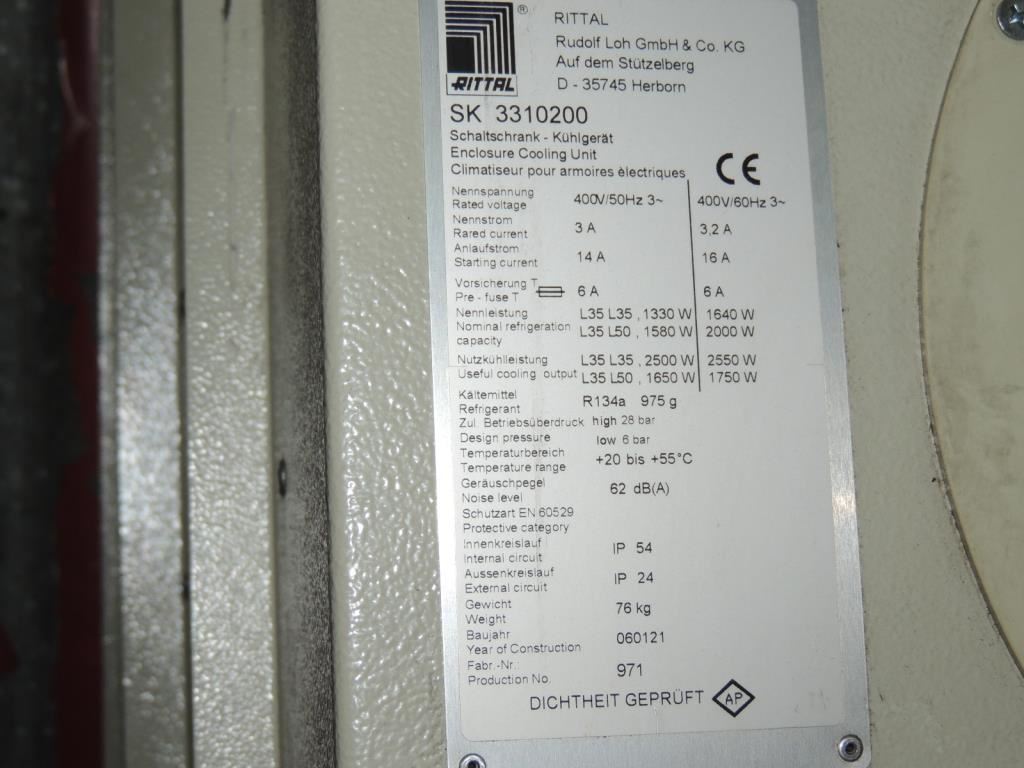 ®
RITTAL
RITTAL
Rudolf Loh GmbH & Co. KG
Auf dem Stützelberg
D - 35745 Herborn
SK 3310200
Schaltschrank - Kühlgerät
Enclosure Cooling Unit
Climatiseur pour armoires èlectriques
CE
Nennspannung
Rated voltage 400V/50Hz 3~ 400V/60Hz 3~
Nennstrom
Rared current 3 A 3,2 A
Anlaufstrom
Starting current 14 A 16 A
Vorsicherung T
Pre - fuse T 6 A 6 A
Nennleistung L35 L35 , 1330 W 1640 W
Nominal refrigeration L35 L50 , 1580 W 2000 W
capacity
Nutzkühlleistung L35 L35 , 2500 W 2550 W
Useful cooling output L35 L50 , 1650 W 1750 W
Kältemittel
Refrigerant R134a 975 g
Zul. Betriebsüberdruck high 28 bar
Design pressure low 6 bar
Temperaturbereich
Temperature range +20 bis +55°C
Geräuschpegel
Noise level 62 dB(A)
Schutzart EN 60529
Protective category
Innenkreislauf
Internal circuit IP 54
Aussenkreislauf
External circuit IP 24
Gewicht
Weight 76 kg
Baujahr
Year of Construction 060121
Fabr.-Nr.:
Production No. 971
DICHTHEIT GEPRÜFT AP